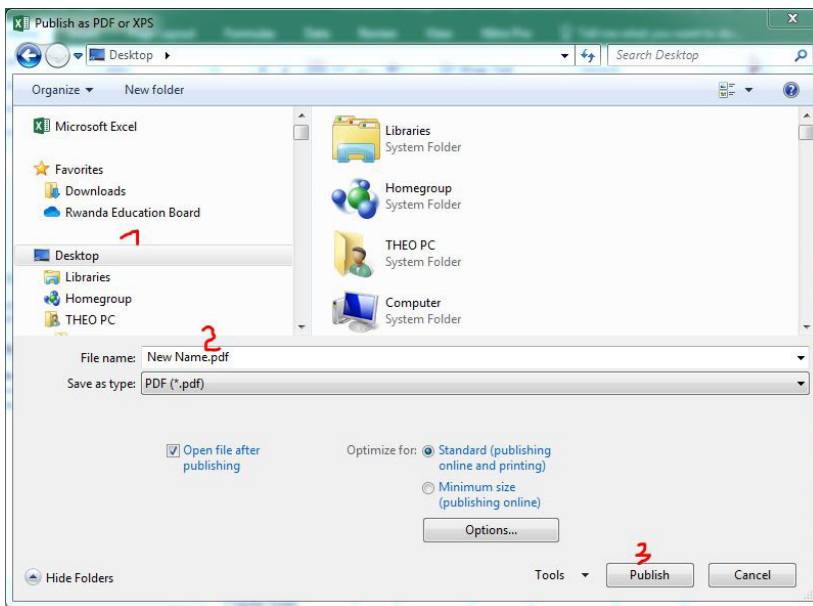 Publish as PDF or XPS
Desktop
Search Desktop
Organize
New folder
Microsoft Excel
Favorites
Downloads
Rwanda Education Board
1
Desktop
Libraries
Homegroup
THEO PC
Libraries
System Folder
Homegroup
System Folder
THEO PC
System Folder
Computer
System Folder
2
File name: New Name.pdf
Save as type: PDF (*.pdf)
Open file after
publishing
Optimize for: Standard (publishing
online and printing)
Minimum size
(publishing online)
Options...
3
Hide Folders
Tools
Publish
Cancel